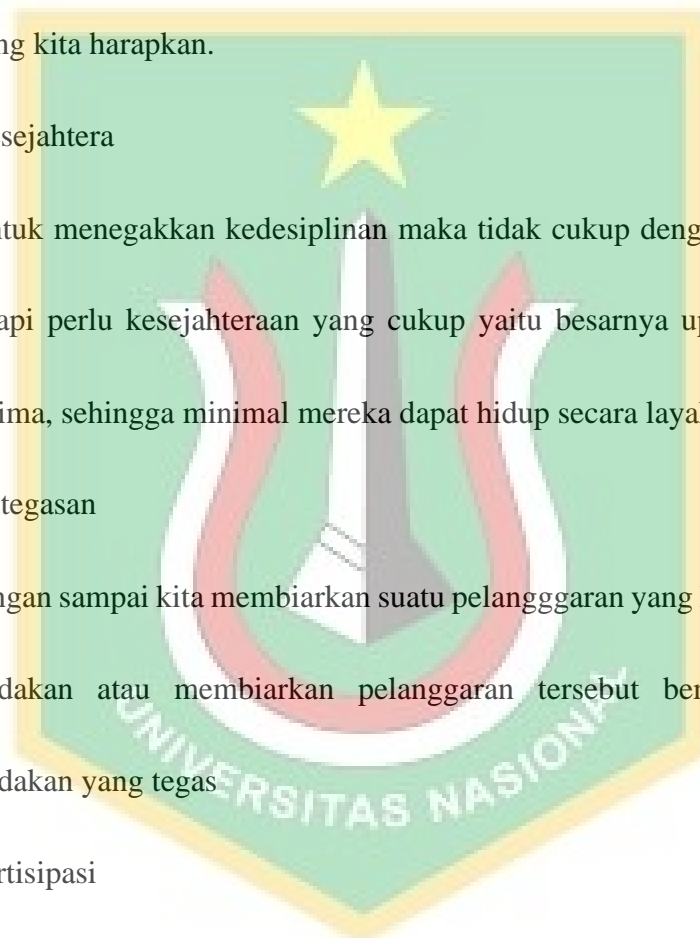 ng kita harapkan.
sejahtera
tuk menegakkan kedesiplinan maka tidak cukup deng
api perlu kesejahteraan yang cukup yaitu besarnya up
ima, sehingga minimal mereka dapat hidup secara laya
tegasan
ngan sampai kita membiarkan suatu pelangggaran yang
dakan atau membiarkan pelanggaran tersebut ber
dakan yang tegas
rtisipasi
UNIVERSITAS NASIONAL